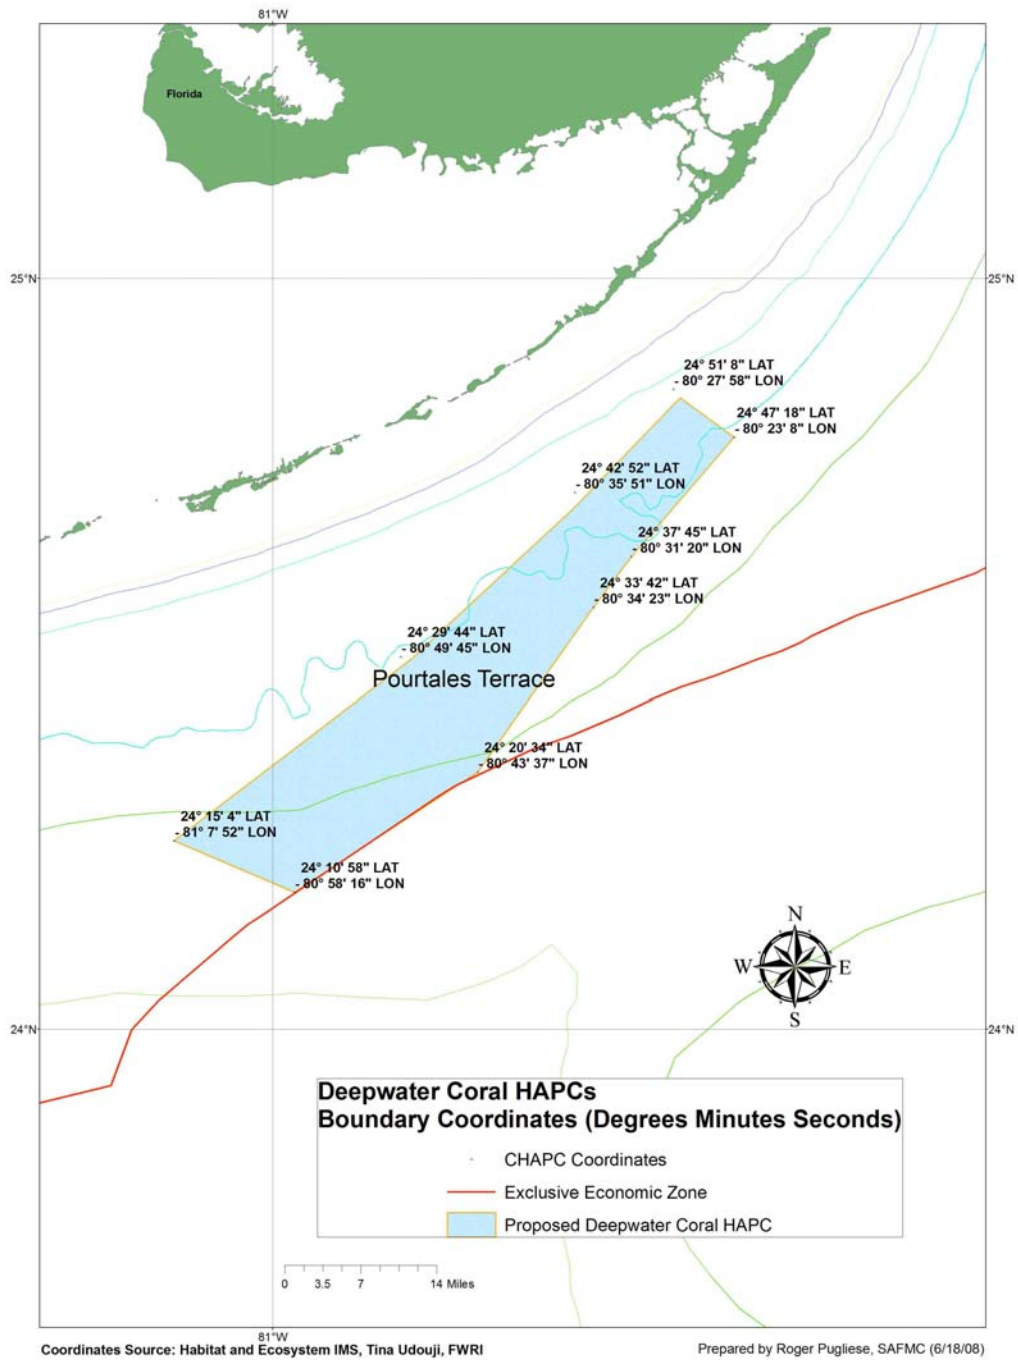 81°W
Florida
25°N
25°N
24° 51' 8" LAT
- 80° 27' 58" LON
24° 47' 18" LAT
- 80° 23' 8" LON
24° 42' 52" LAT
- 80° 35' 51" LON
24° 37' 45" LAT
- 80° 31' 20" LON
24° 33' 42" LAT
- 80° 34' 23" LON
24° 29' 44" LAT
- 80° 49' 45" LON
Pourtales Terrace
24° 20' 34" LAT
- 80° 43' 37" LON
24° 15' 4" LAT
- 81° 7' 52" LON
24° 10' 58" LAT
- 80° 58' 16" LON
N
W
E
S
24°N
24°N
Deepwater Coral HAPCs
Boundary Coordinates (Degrees Minutes Seconds)
CHAPC Coordinates
Exclusive Economic Zone
Proposed Deepwater Coral HAPC
0 3.5 7 14 Miles
81°W
Coordinates Source: Habitat and Ecosystem IMS, Tina Udouji, FWRI
Prepared by Roger Pugliese, SAFMC (6/18/08)